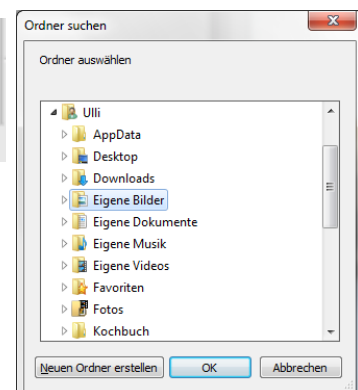 Ordner suchen
Ordner auswählen
Ulli
AppData
Desktop
Downloads
Eigene Bilder
Eigene Dokumente
Eigene Musik
Eigene Videos
Favoriten
Fotos
Kochbuch
Neuen Ordner erstellen OK Abbrechen